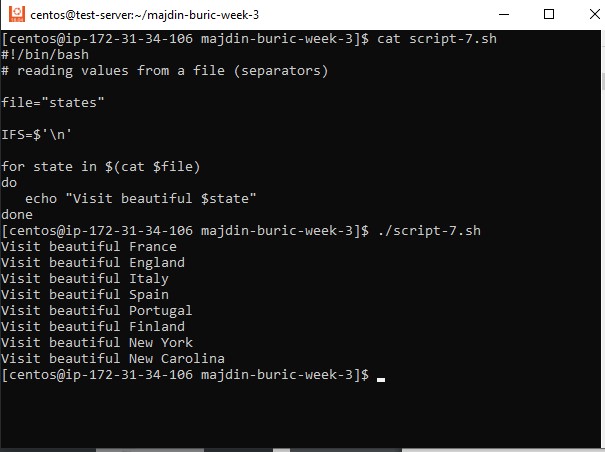 centos@test-server:~/majdin-buric-week-3
[centos@ip-172-31-34-106 majdin-buric-week-3]$ cat script-7.sh
#!/bin/bash
# reading values from a file (separators)
file="states"
IFS=$'\n'
for state in $(cat $file)
do
   echo "Visit beautiful $state"
done
[centos@ip-172-31-34-106 majdin-buric-week-3]$ ./script-7.sh
Visit beautiful France
Visit beautiful England
Visit beautiful Italy
Visit beautiful Spain
Visit beautiful Portugal
Visit beautiful Finland
Visit beautiful New York
Visit beautiful New Carolina
[centos@ip-172-31-34-106 majdin-buric-week-3]$